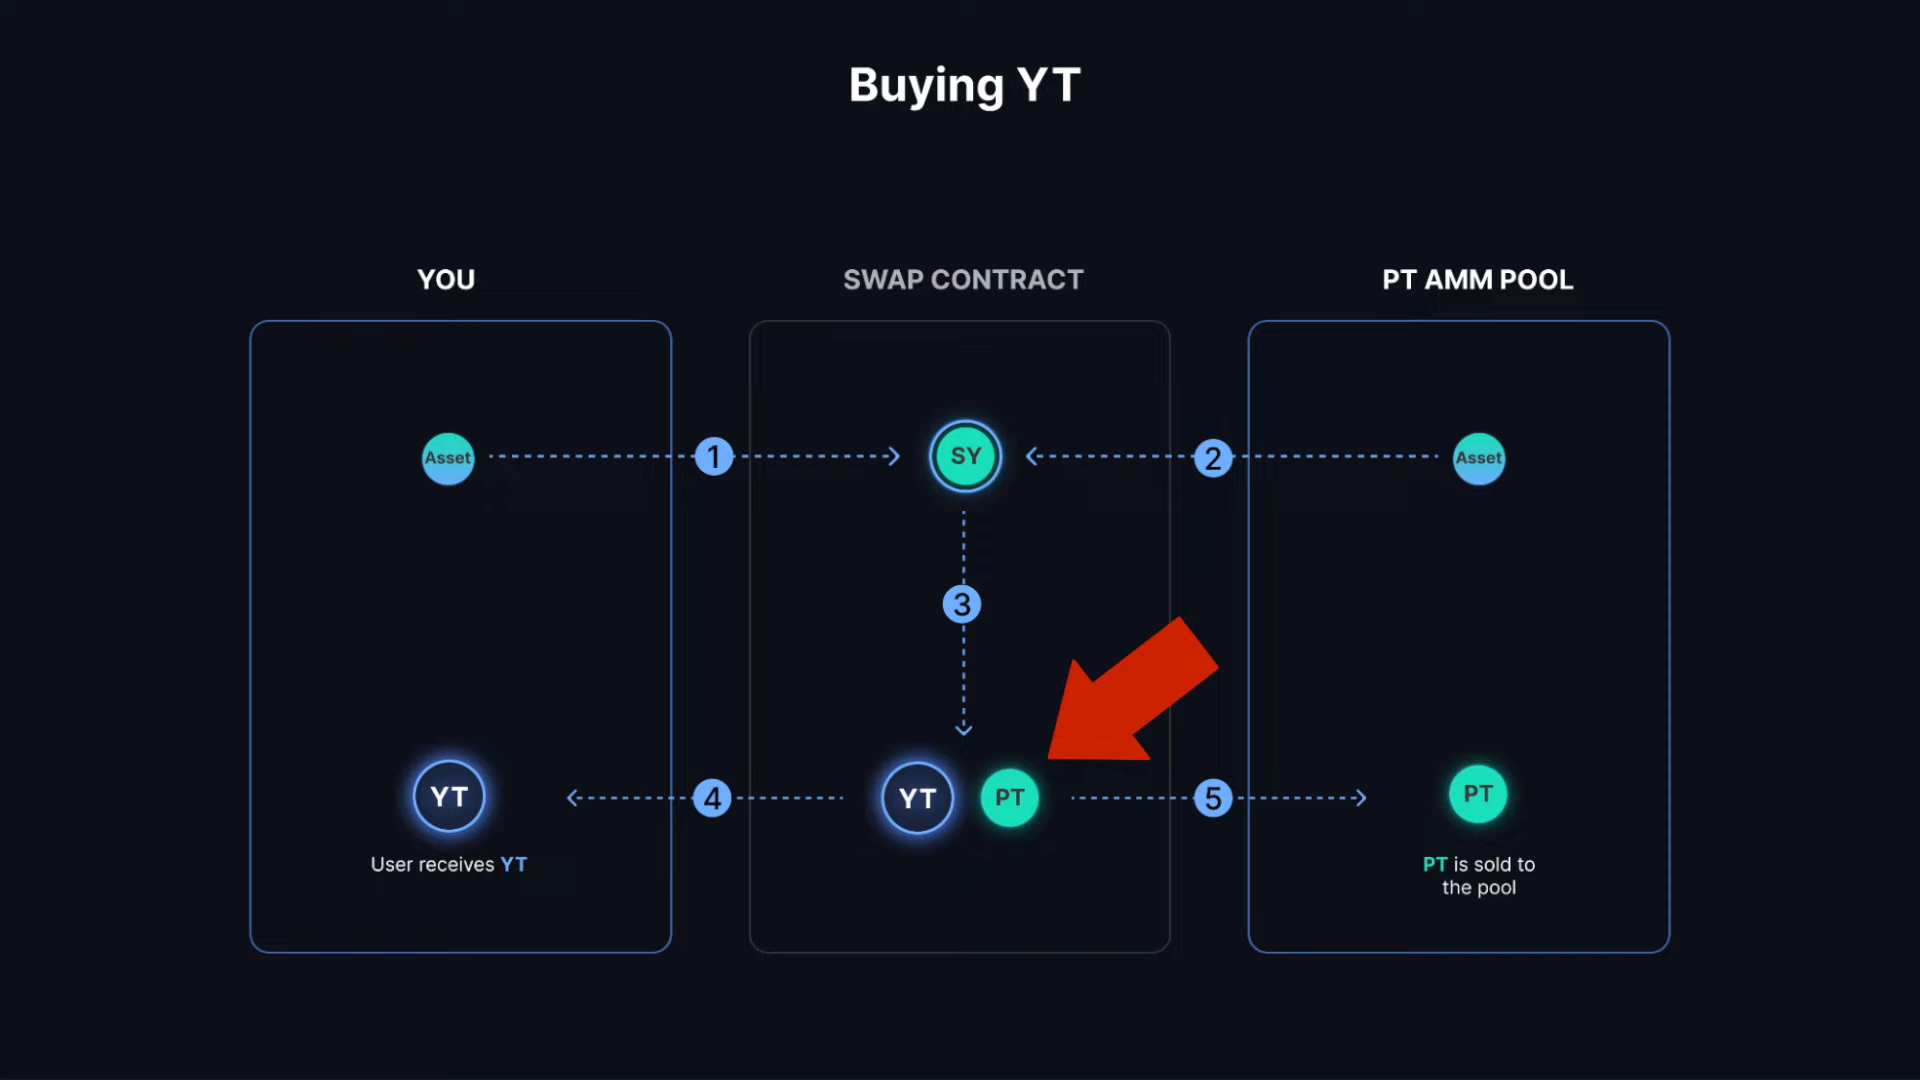 Buying YT
YOU
SWAP CONTRACT
PT AMM POOL
Asset
1
SY
2
Asset
3
YT
4
YT
PT
5
PT
User receives YT
PT is sold to
the pool